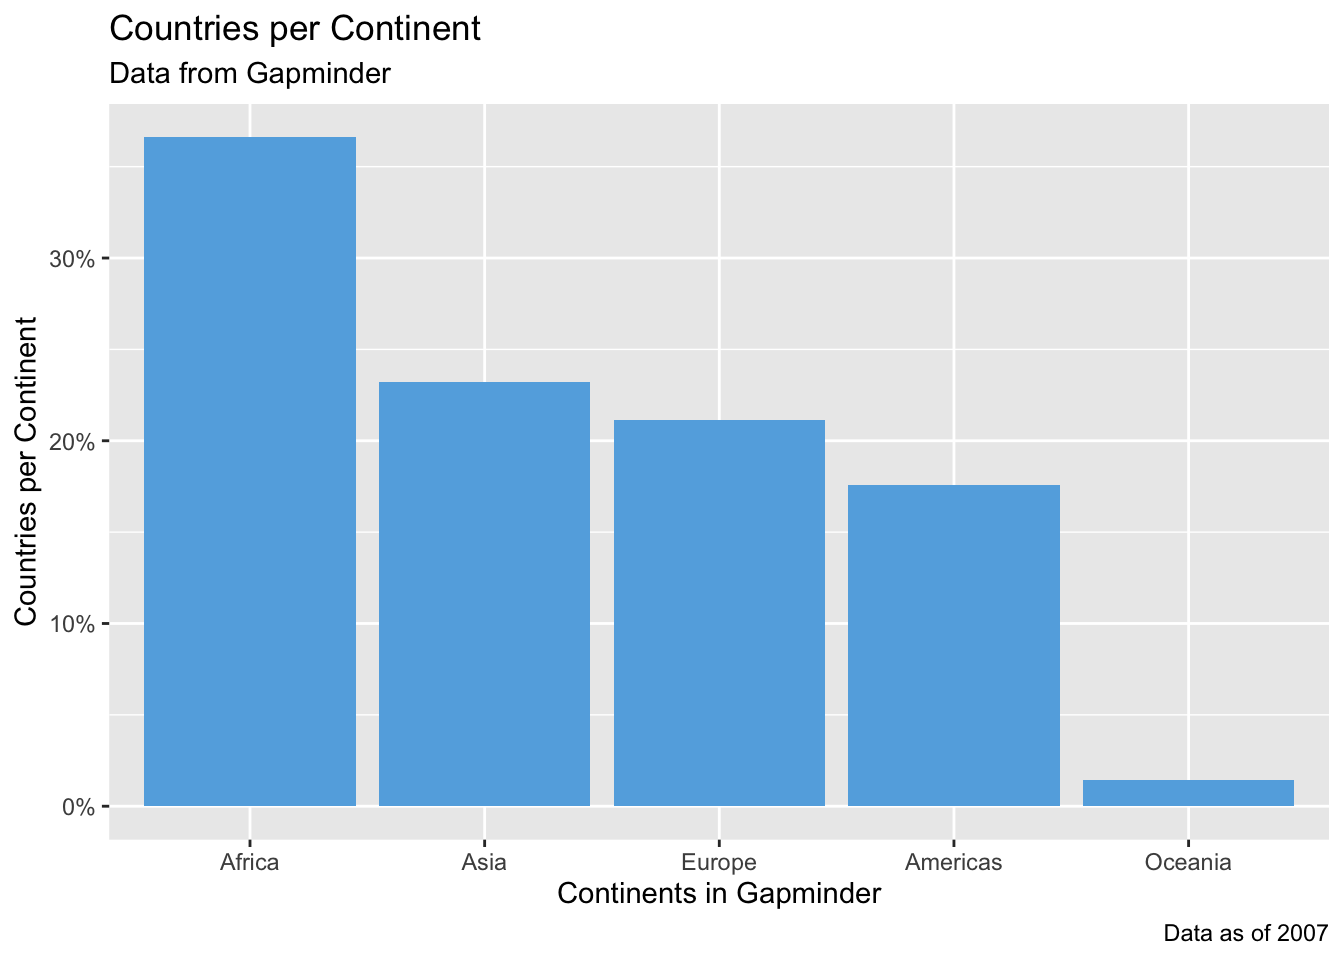 Countries per Continent
Data from Gapminder
Countries per Continent
30%
20%
10%
0%
Africa
Asia
Europe
Americas
Oceania
Continents in Gapminder
Data as of 2007